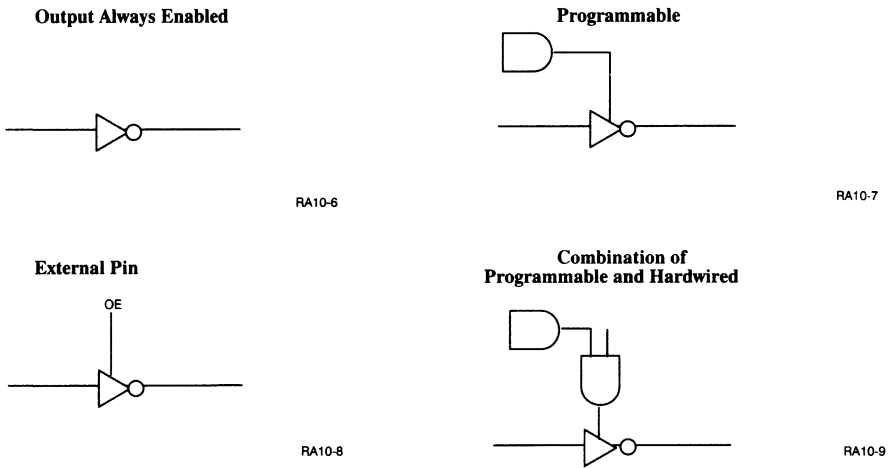 Output Always Enabled
Programmable
RA10-6
RA10-7
External Pin
Combination of
Programmable and Hardwired
OE
RA10-8
RA10-9